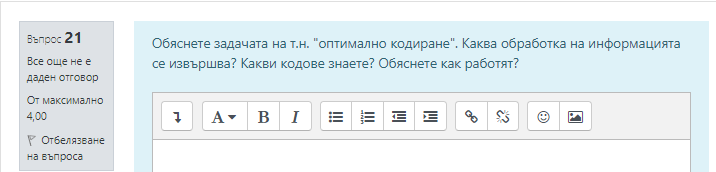 Въпрос 21
Все още не е
даден отговор
От максимално
4,00
Отбелязване
на въпроса
Обяснете задачата на т.н. "оптимално кодиране". Каква обработка на информацията
се извършва? Какви кодове знаете? Обяснете как работят?
A B I